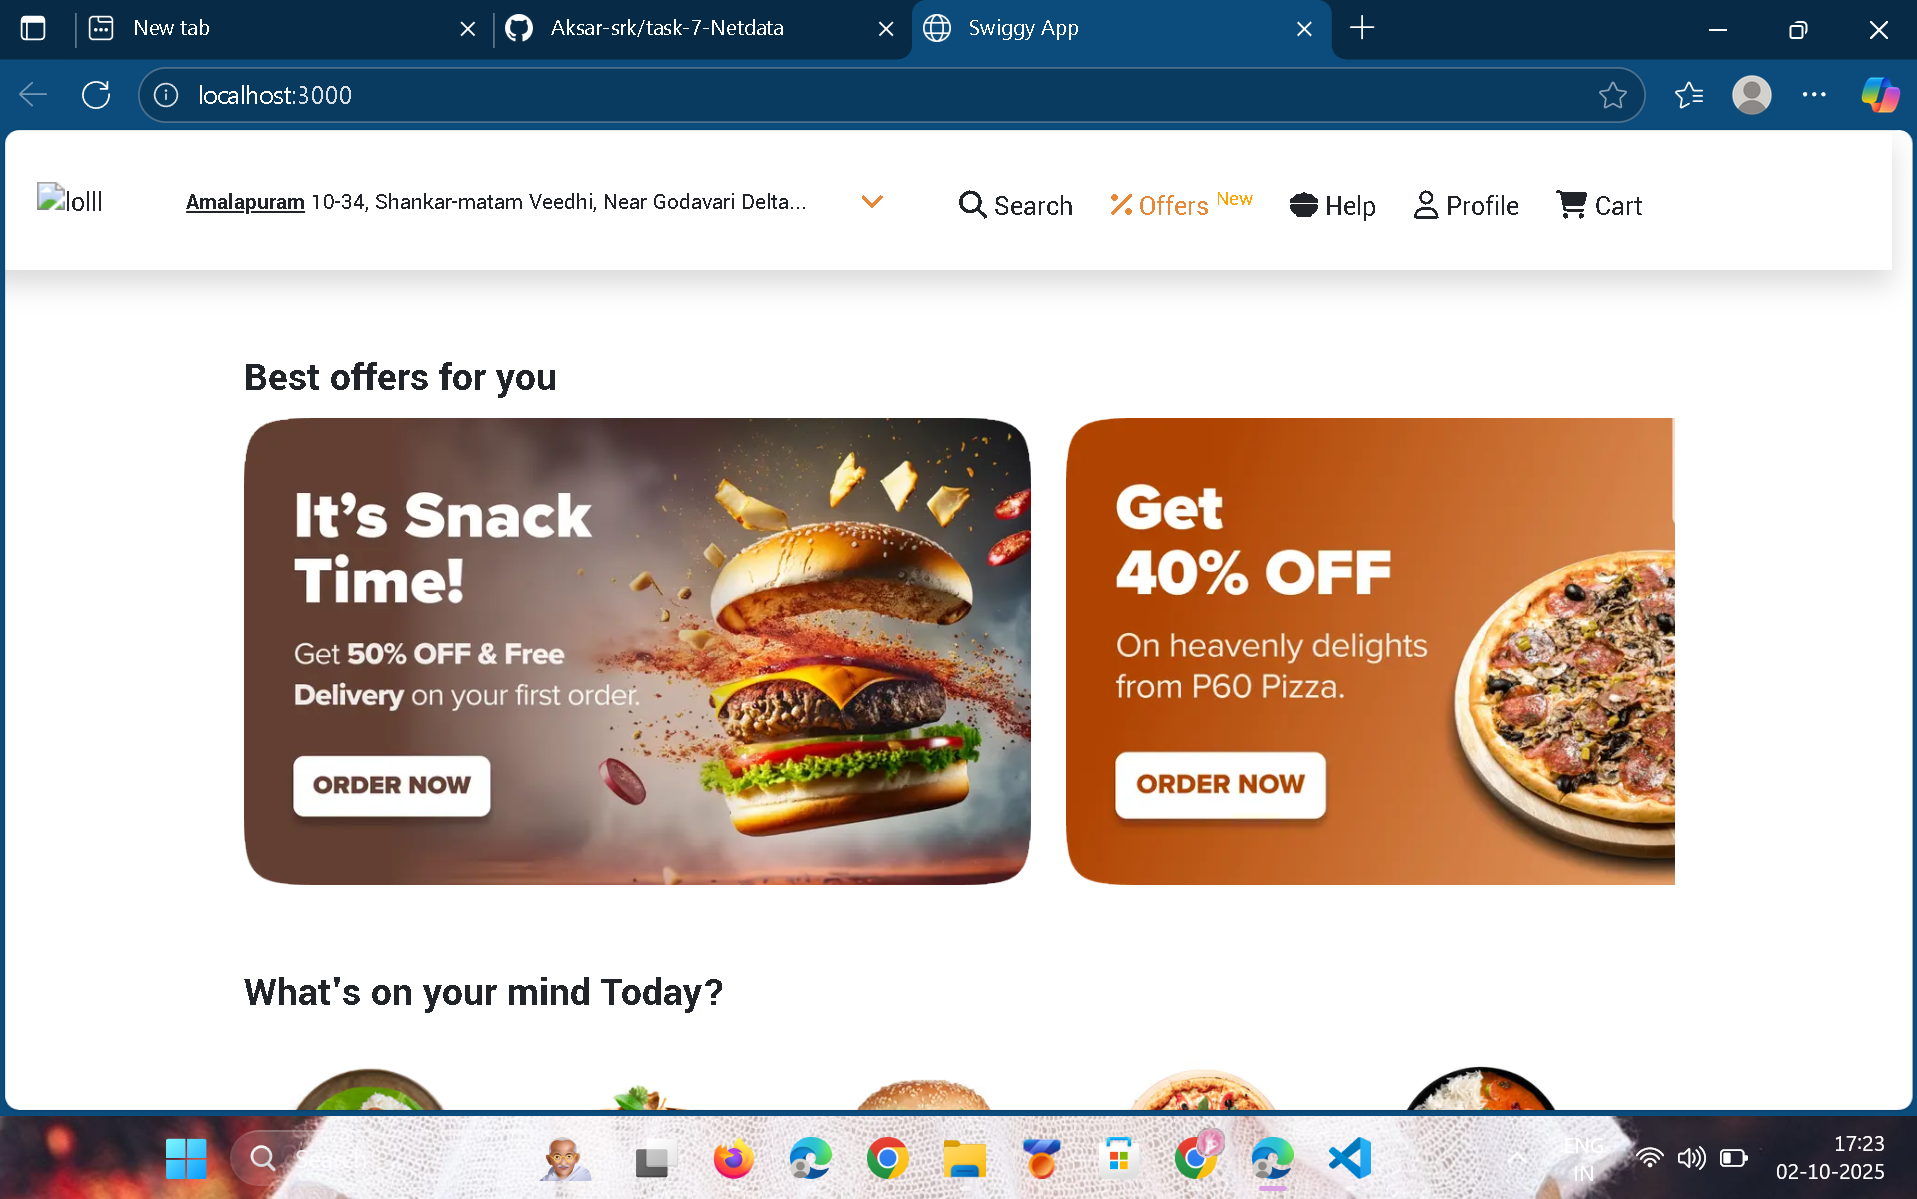 New tab
Aksar-srk/task-7-Netdata
Swiggy App
localhost:3000
lolll
Amalapuram 10-34, Shankar-matam Veedhi, Near Godavari Delta...
Search
Offers New
Help
Profile
Cart
Best offers for you
It's Snack
Time!
Get 50% OFF & Free
Delivery on your first order.
ORDER NOW
Get
40% OFF
On heavenly delights
from P60 Pizza.
ORDER NOW
What's on your mind Today?
Search
ENG
IN
17:23
02-10-2025